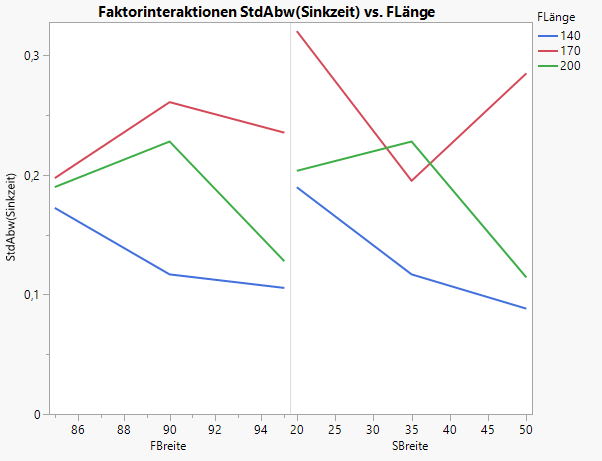 Faktorinteraktionen StdAbw(Sinkzeit) vs. FLänge
FLänge
140
170
200
StdAbw(Sinkzeit)
0,3
0,2
0,1
0
86 88 90 92 94 20 25 30 35 40 45 50
FBreite SBreite